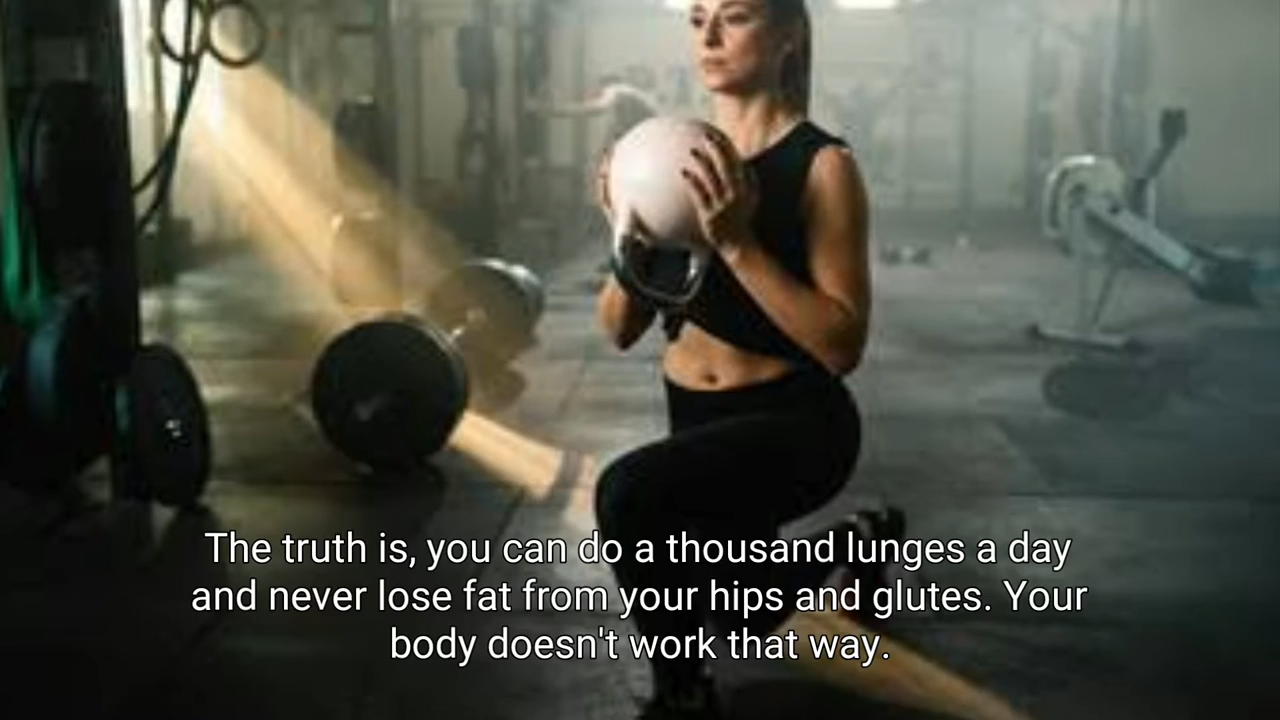 The truth is, you can do a thousand lunges a day
and never lose fat from your hips and glutes. Your
body doesn't work that way.